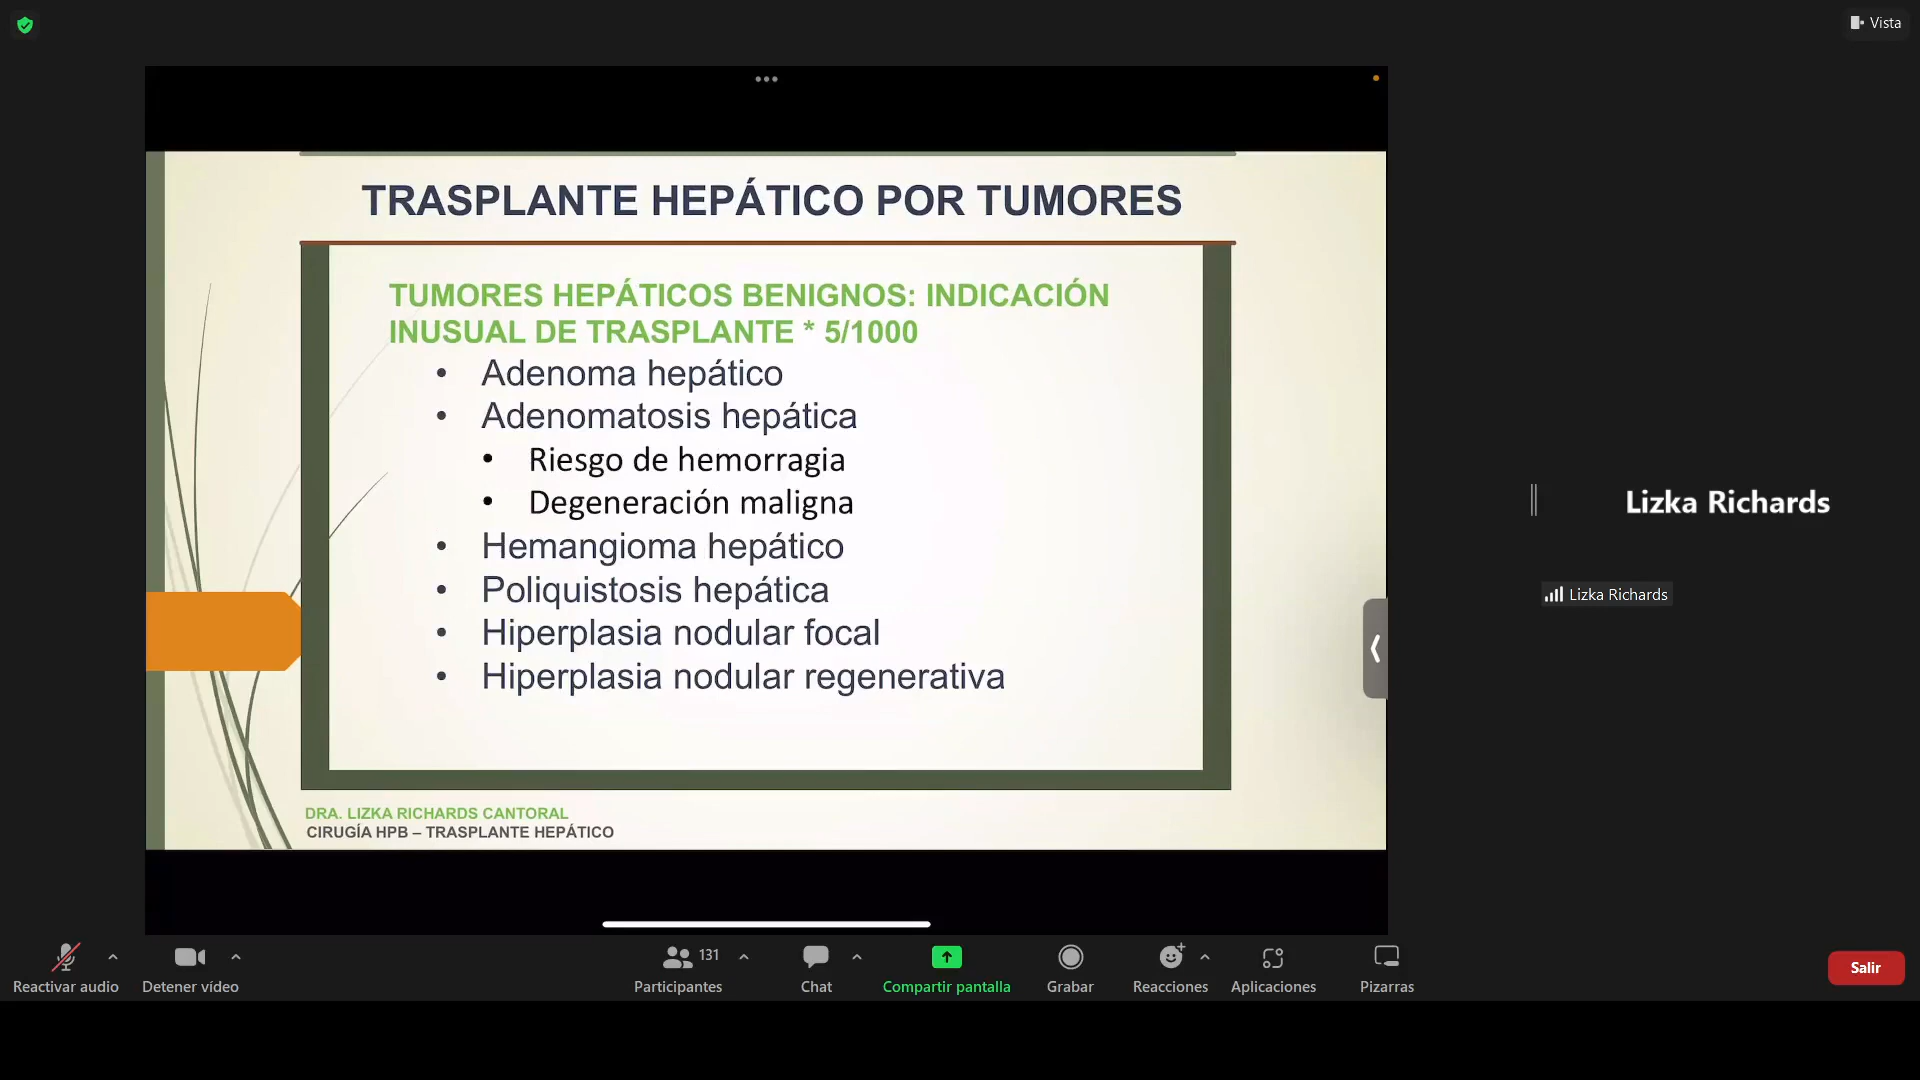 Vista
TRASPLANTE HEPÁTICO POR TUMORES
TUMORES HEPÁTICOS BENIGNOS: INDICACIÓN
INUSUAL DE TRASPLANTE * 5/1000
• Adenoma hepático
• Adenomatosis hepática
• Riesgo de hemorragia
• Degeneración maligna
• Hemangioma hepático
• Poliquistosis hepática
• Hiperplasia nodular focal
• Hiperplasia nodular regenerativa
DRA. LIZKA RICHARDS CANTORAL
CIRUGÍA HPB – TRASPLANTE HEPÁTICO
Lizka Richards
Lizka Richards
131
Reactivar audio
Detener vídeo
Participantes
Chat
Compartir pantalla
Grabar
Reacciones
Aplicaciones
Pizarras
Salir